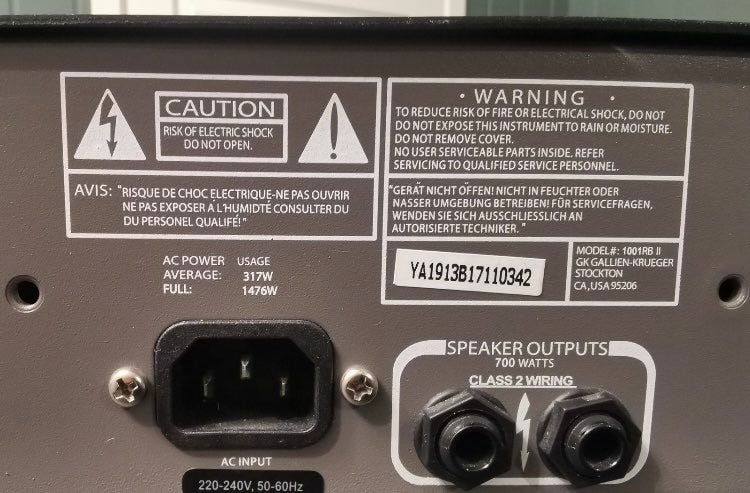 CAUTION
RISK OF ELECTRIC SHOCK
DO NOT OPEN.
AVIS: "RISQUE DE CHOC ELECTRIQUE-NE PAS OUVRIR
NE PAS EXPOSER À L'HUMIDTÉ CONSULTER DU
DU PERSONEL QUALIFÉ!"
· WARNING ·
TO REDUCE RISK OF FIRE OR ELECTRICAL SHOCK, DO NOT
DO NOT EXPOSE THIS INSTRUMENT TO RAIN OR MOISTURE.
DO NOT REMOVE COVER.
NO USER SERVICEABLE PARTS INSIDE. REFER
SERVICING TO QUALIFIED SERVICE PERSONNEL.
"GERÄT NICHT ÖFFEN! NICHT IN FEUCHTER ODER
NASSER UMGEBUNG BETREIBEN! FÜR SERVICEFRAGEN,
WENDEN SIE SICH AUSSCHLIESSLICH AN
AUTORISIERTE TECHNIKER. "
YA1913B17110342
MODEL#: 1001RB II
GK GALLIEN-KRUEGER
STOCKTON
CA, USA 95206
AC POWER USAGE
AVERAGE: 317W
FULL: 1476W
AC INPUT
220-240V, 50-60Hz
SPEAKER OUTPUTS
700 WATTS
CLASS 2 WIRING